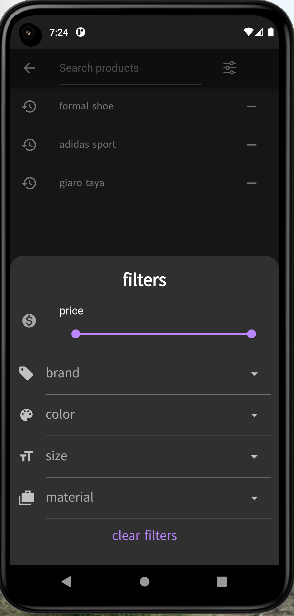 7:24
Search products
formal shoe
adidas sport
giaro taya
filters
price
brand
color
size
material
clear filters